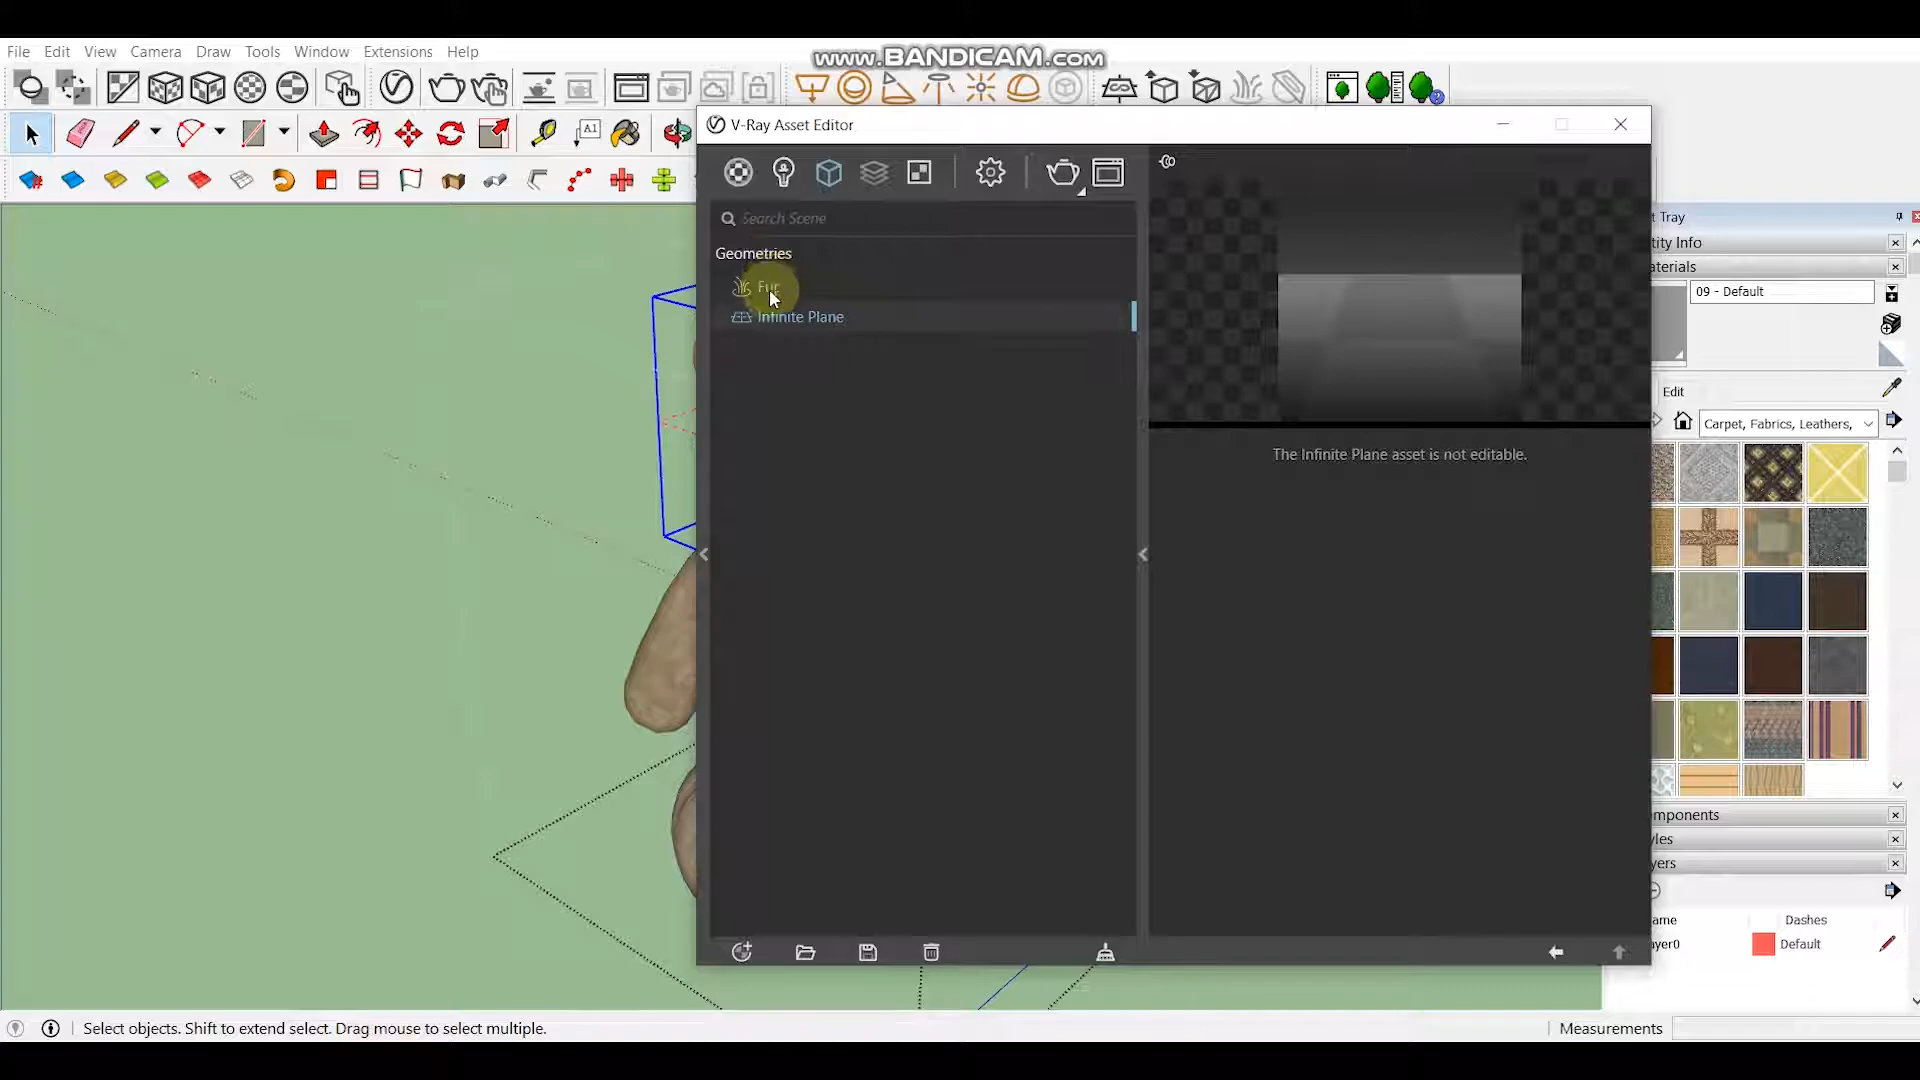 www.BANDICAM.com
File Edit View Camera Draw Tools Window Extensions Help
A1
V-Ray Asset Editor
Search Scene
Geometries
Fur
Infinite Plane
The Infinite Plane asset is not editable.
t Tray
tity Info
aterials
09 - Default
Edit
Carpet, Fabrics, Leathers,
mponents
yles
yers
ame Dashes
ayer0 Default
Select objects. Shift to extend select. Drag mouse to select multiple.
Measurements